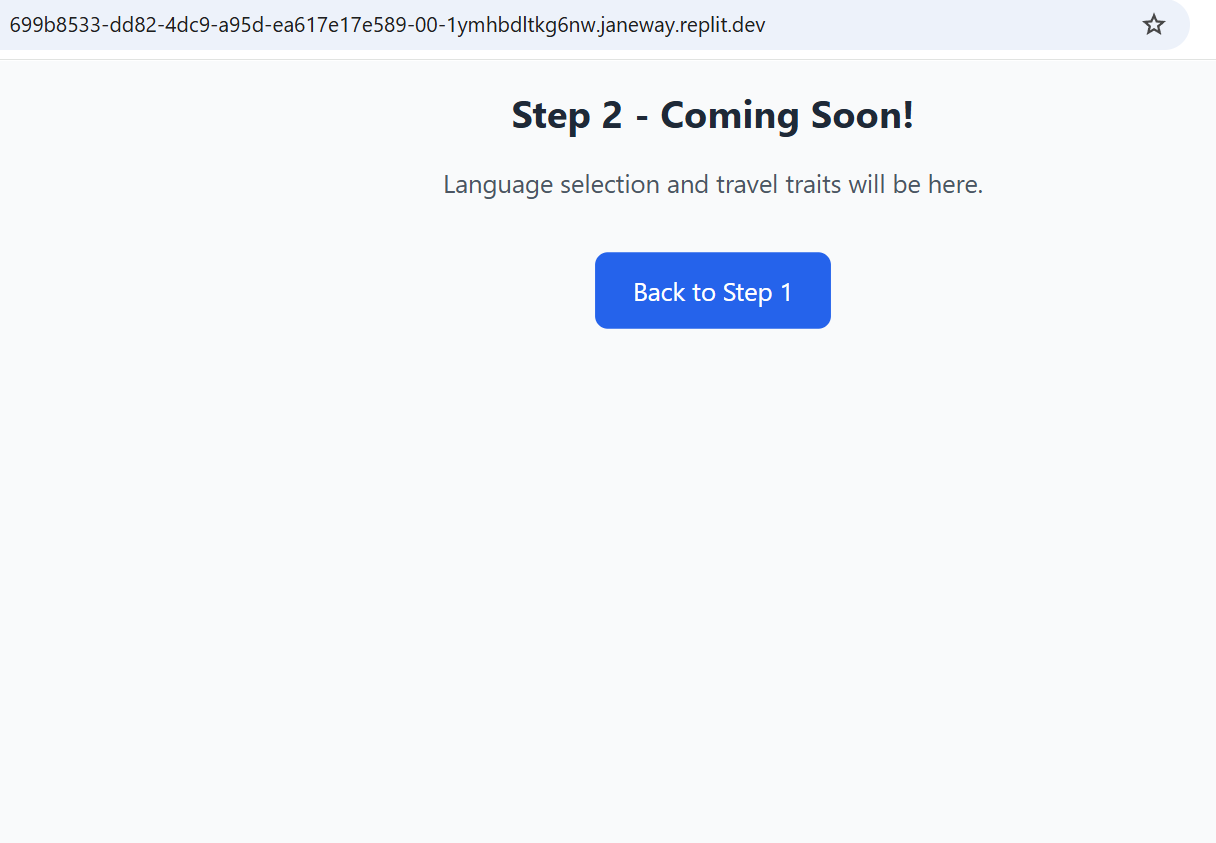 699b8533-dd82-4dc9-a95d-ea617e17e589-00-1ymhbdltkg6nw.janeway.replit.dev
Step 2 - Coming Soon!
Language selection and travel traits will be here.
Back to Step 1